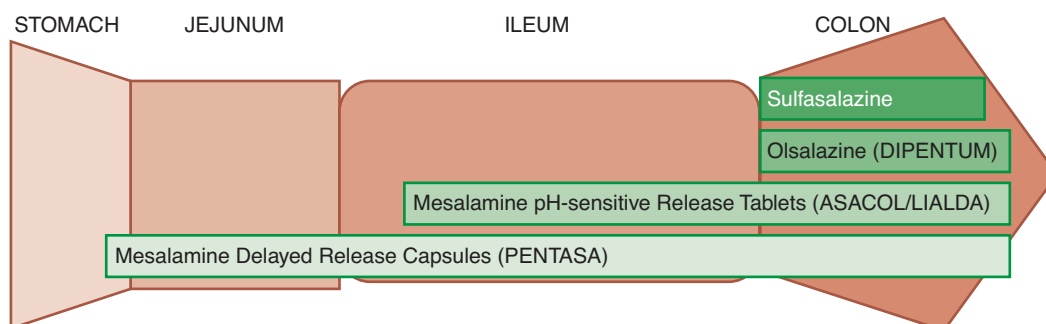 STOMACH JEJUNUM ILEUM COLON
Sulfasalazine
Olsalazine (DIPENTUM)
Mesalamine pH-sensitive Release Tablets (ASACOL/LIALDA)
Mesalamine Delayed Release Capsules (PENTASA)